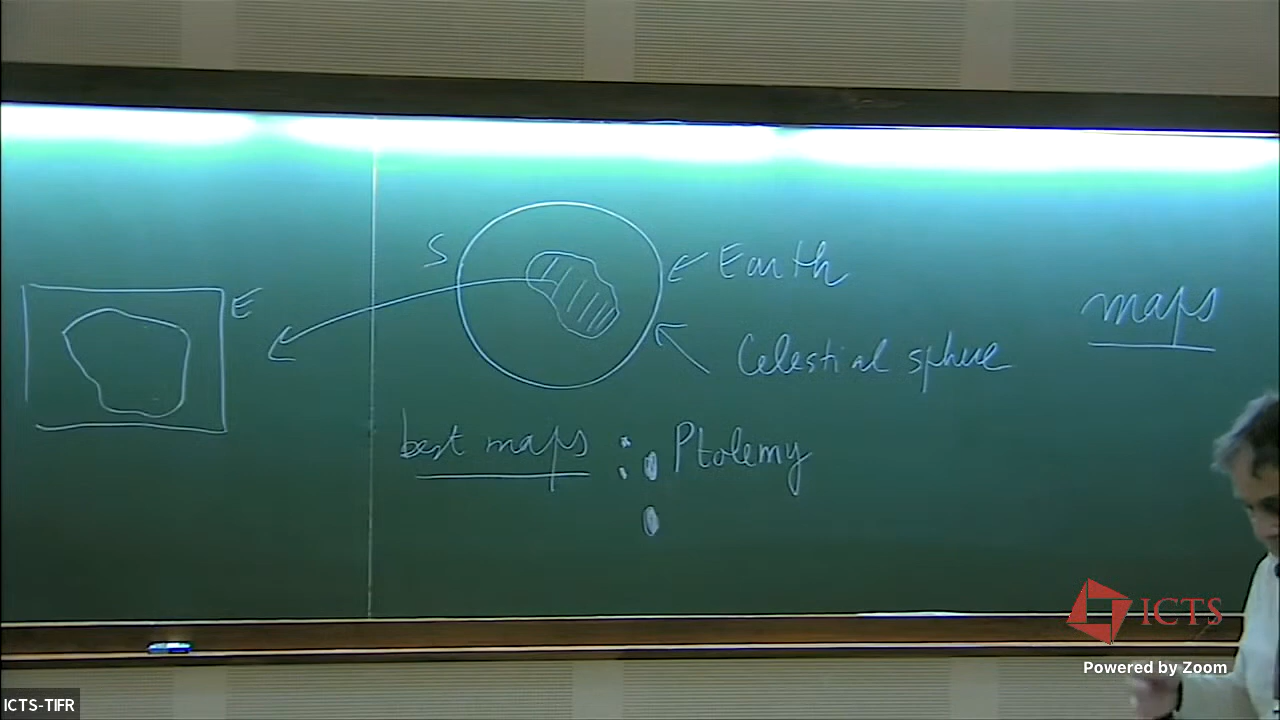 S
← Earth
E
maps
Celestial sphere
best maps : • Ptolemy
•
ICTS
Powered by Zoom
ICTS-TIFR